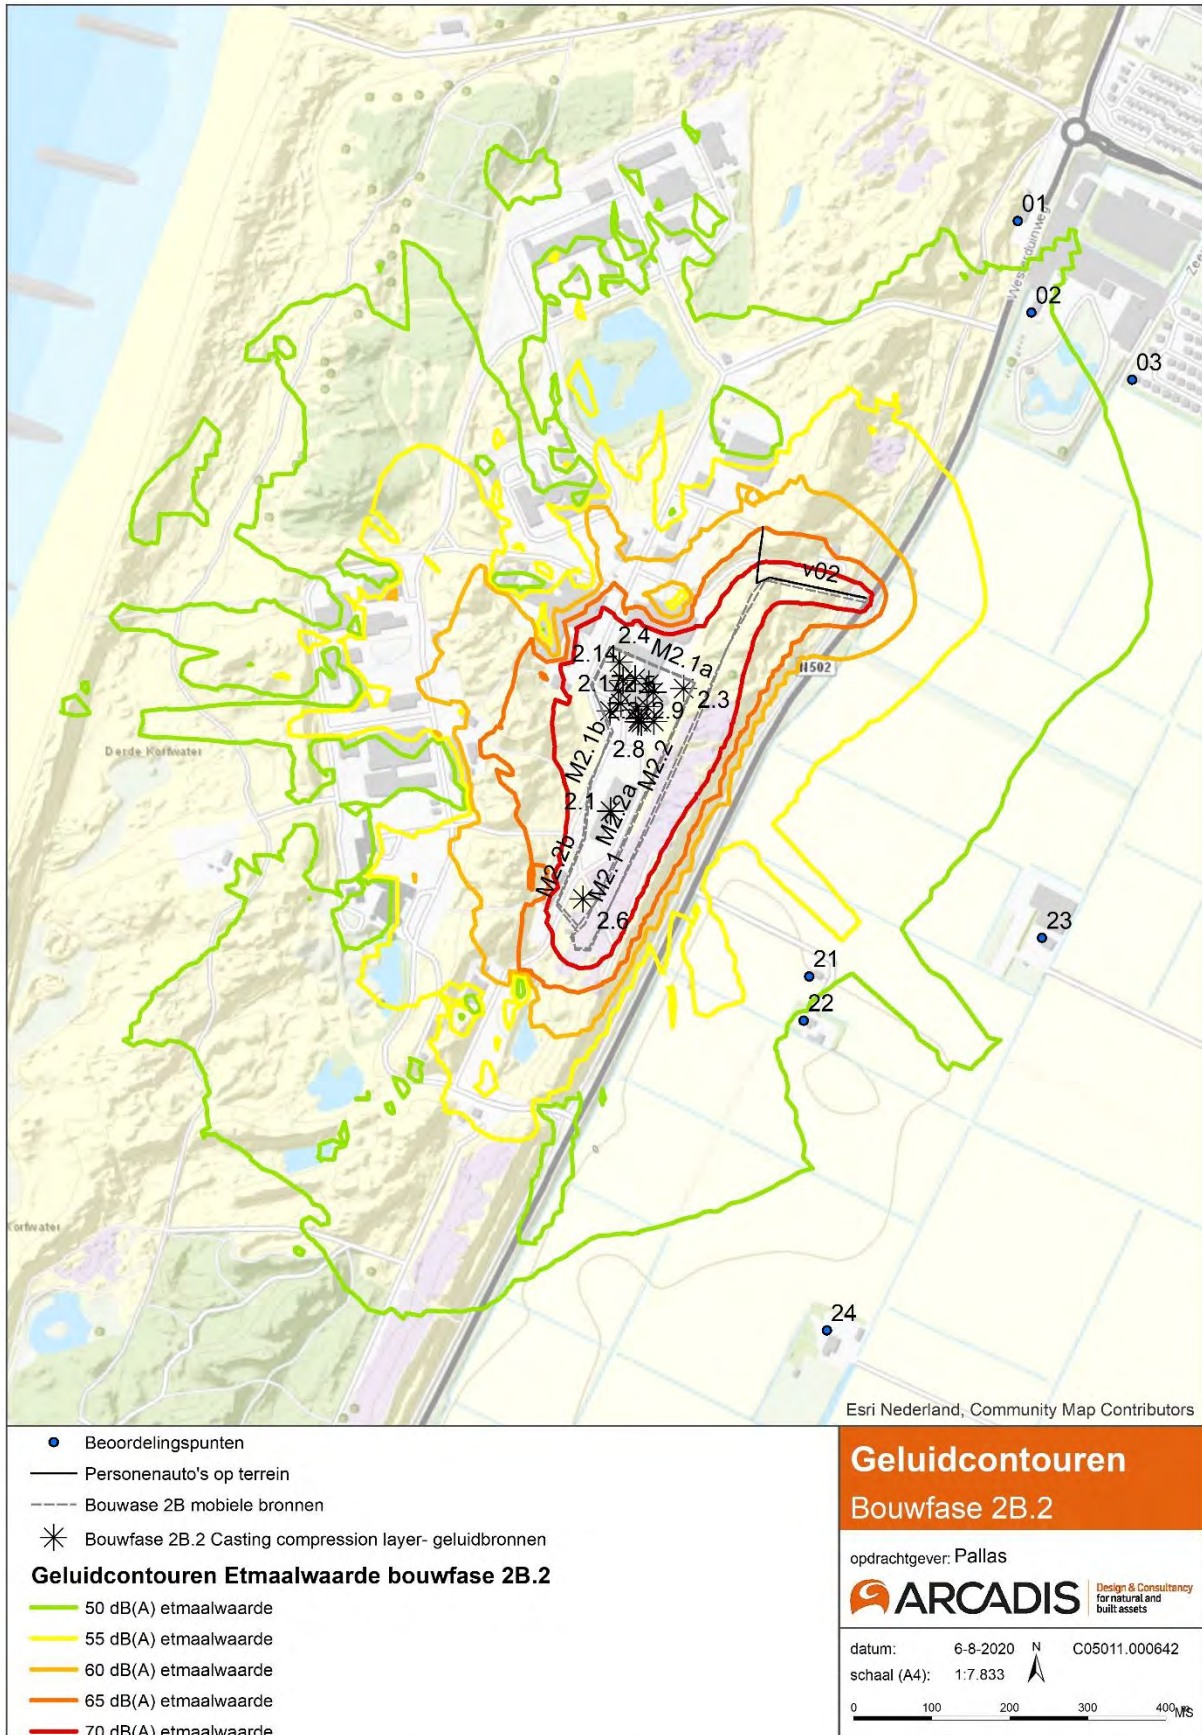 01
Westerduinweg
02
03
v02
2.4
2.14
M2.1a
N502
2.3
2.9
2.8
M2.1b
M2.2
2.1
M2.2a
M2.2b
M2.1
2.6
Derde Korfwater
23
21
22
Korfwater
24
Esri Nederland, Community Map Contributors
Beoordelingspunten
Personenauto's op terrein
Bouwase 2B mobiele bronnen
Bouwfase 2B.2 Casting compression layer- geluidbronnen
Geluidcontouren Etmaalwaarde bouwfase 2B.2
50 dB(A) etmaalwaarde
55 dB(A) etmaalwaarde
60 dB(A) etmaalwaarde
65 dB(A) etmaalwaarde
70 dB(A) etmaalwaarde
Geluidcontouren
Bouwfase 2B.2
opdrachtgever: Pallas
ARCADIS
Design & Consultancy
for natural and
built assets
datum: 6-8-2020 N C05011.000642
schaal (A4): 1:7.833
0 100 200 300 400